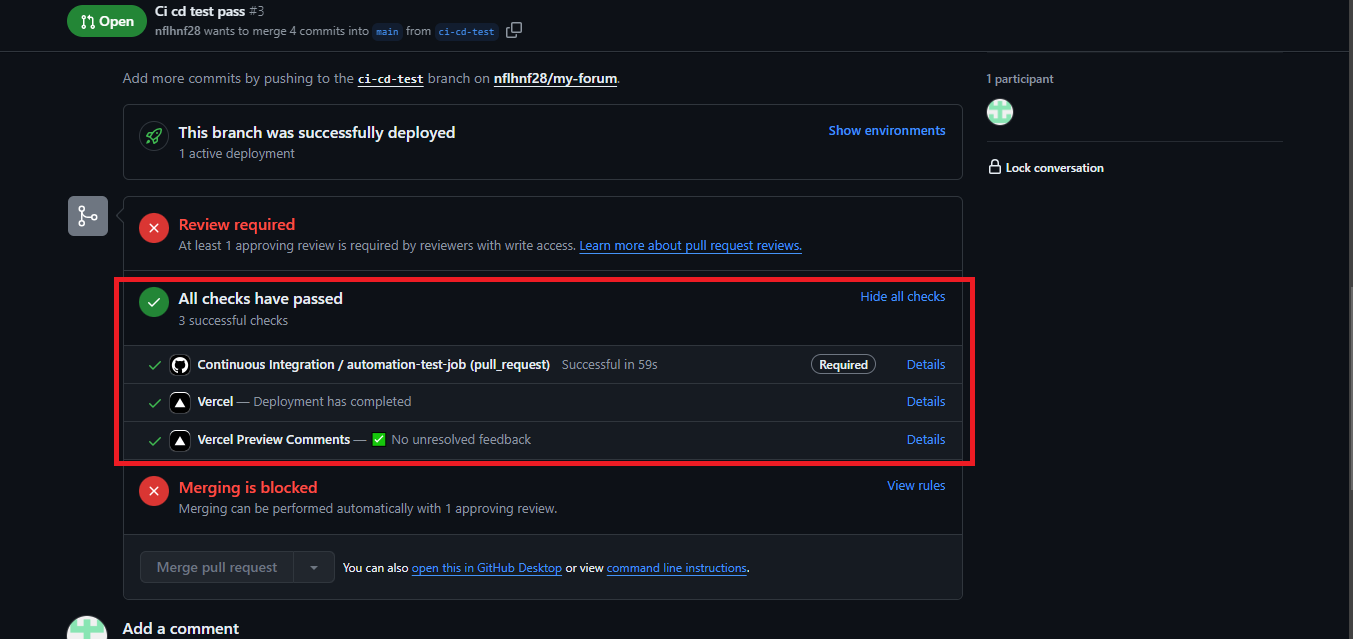 Open
Ci cd test pass #3
nflhnf28 wants to merge 4 commits into main from ci-cd-test
Add more commits by pushing to the ci-cd-test branch on nflhnf28/my-forum.
1 participant
This branch was successfully deployed
1 active deployment
Show environments
Lock conversation
Review required
At least 1 approving review is required by reviewers with write access. Learn more about pull request reviews.
All checks have passed
3 successful checks
Hide all checks
Continuous Integration / automation-test-job (pull_request) Successful in 59s Required Details
Vercel — Deployment has completed Details
Vercel Preview Comments — ✅ No unresolved feedback Details
Merging is blocked
Merging can be performed automatically with 1 approving review.
View rules
Merge pull request
You can also open this in GitHub Desktop or view command line instructions.
Add a comment